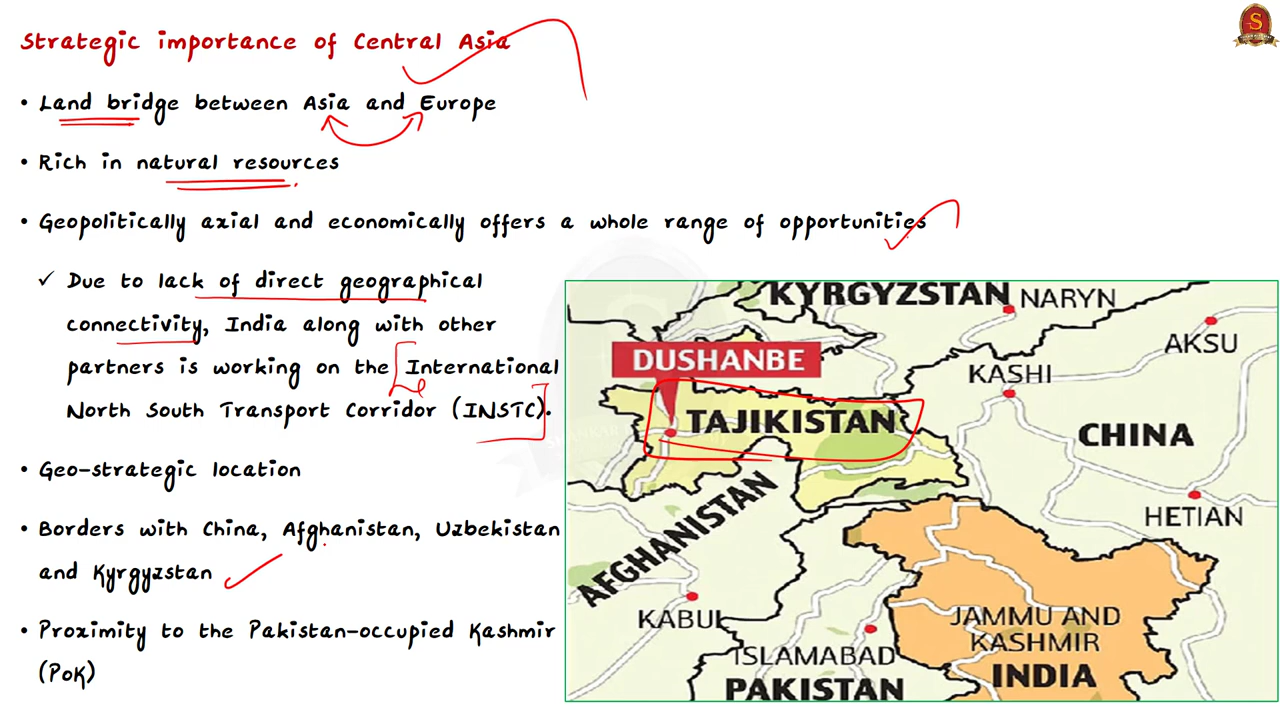 Strategic importance of Central Asia
• Land bridge between Asia and Europe
• Rich in natural resources
• Geopolitically axial and economically offers a whole range of opportunities
✓ Due to lack of direct geographical
connectivity, India along with other
partners is working on the International
North South Transport Corridor (INSTC).
• Geo-strategic location
• Borders with China, Afghanistan, Uzbekistan
and Kyrgyzstan
• Proximity to the Pakistan-occupied Kashmir
(PoK)
KYRGYZSTAN
NARYN
AKSU
DUSHANBE
KASHI
TAJIKISTAN
CHINA
HETIAN
AFGHANISTAN
KABUL
JAMMU AND
KASHMIR
ISLAMABAD
INDIA
PAKISTAN
S